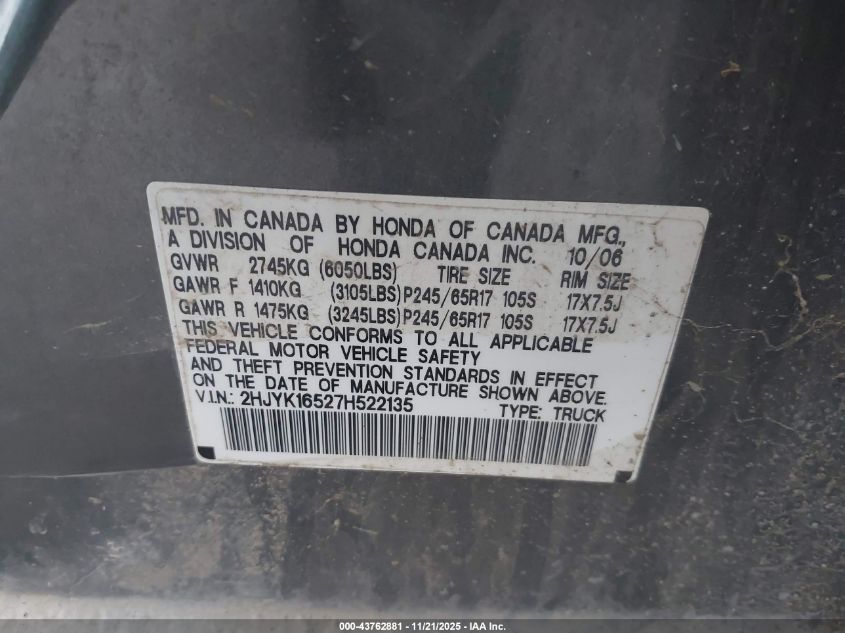 MFD. IN CANADA BY HONDA OF CANADA MFG.,
A DIVISION OF HONDA CANADA INC. 10/06
GVWR 2745KG (6050LBS) TIRE SIZE RIM SIZE
GAWR F 1410KG (3105LBS) P245/65R17 105S 17X7.5J
GAWR R 1475KG (3245LBS) P245/65R17 105S 17X7.5J
THIS VEHICLE CONFORMS TO ALL APPLICABLE
FEDERAL MOTOR VEHICLE SAFETY
AND THEFT PREVENTION STANDARDS IN EFFECT
ON THE DATE OF MANUFACTURE SHOWN ABOVE.
V.I.N.: 2HJYK16527H522135 TYPE: TRUCK
000-43762881 - 11/21/2025 - IAA Inc.